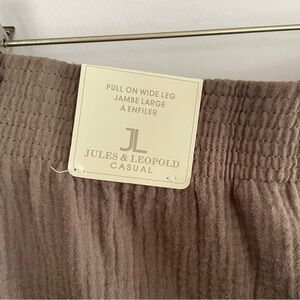 PULL ON WIDE LEG
JAMBE LARGE
À ENFILER
JL
JULES & LEOPOLD
CASUAL